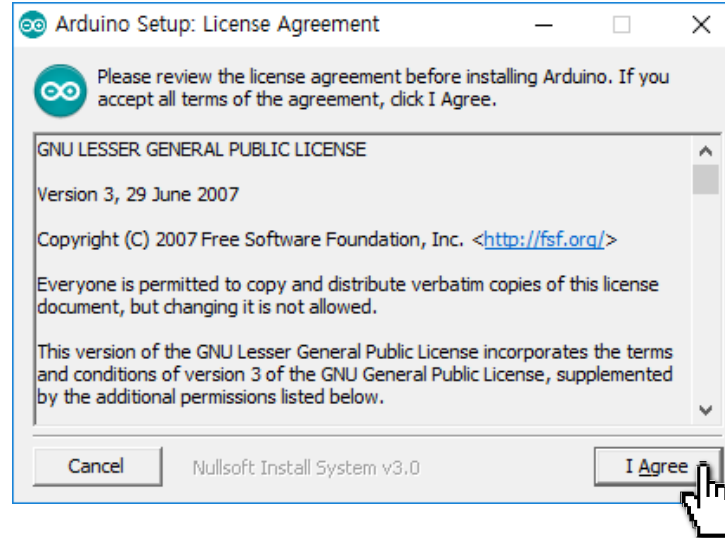 Arduino Setup: License Agreement
Please review the license agreement before installing Arduino. If you
accept all terms of the agreement, click I Agree.
GNU LESSER GENERAL PUBLIC LICENSE
Version 3, 29 June 2007
Copyright (C) 2007 Free Software Foundation, Inc. <http://fsf.org/>
Everyone is permitted to copy and distribute verbatim copies of this license
document, but changing it is not allowed.
This version of the GNU Lesser General Public License incorporates the terms
and conditions of version 3 of the GNU General Public License, supplemented
by the additional permissions listed below.
Cancel
Nullsoft Install System v3.0
I Agree